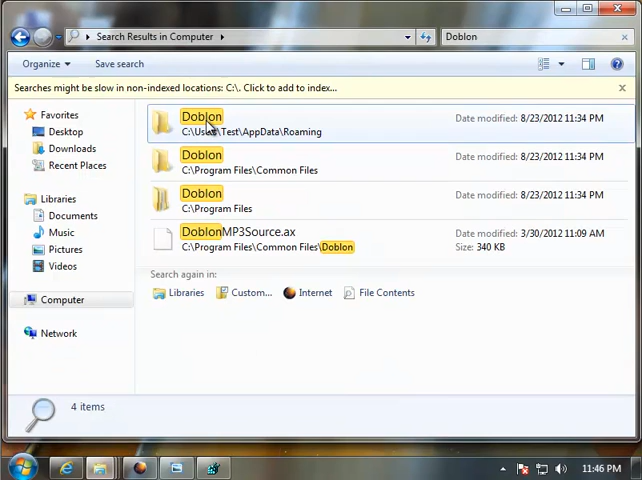 Search Results in Computer
Doblon
Organize
Save search
Searches might be slow in non-indexed locations: C:\. Click to add to index...
Favorites
Desktop
Downloads
Recent Places
Libraries
Documents
Music
Pictures
Videos
Computer
Network
Doblon
Date modified: 8/23/2012 11:34 PM
C:\Users\Test\AppData\Roaming
Doblon
Date modified: 8/23/2012 11:34 PM
C:\Program Files\Common Files
Doblon
Date modified: 8/23/2012 11:34 PM
C:\Program Files
DoblonMP3Source.ax
Date modified: 3/30/2012 11:09 AM
C:\Program Files\Common Files\Doblon
Size: 340 KB
Search again in:
Libraries
Custom...
Internet
File Contents
4 items
11:46 PM